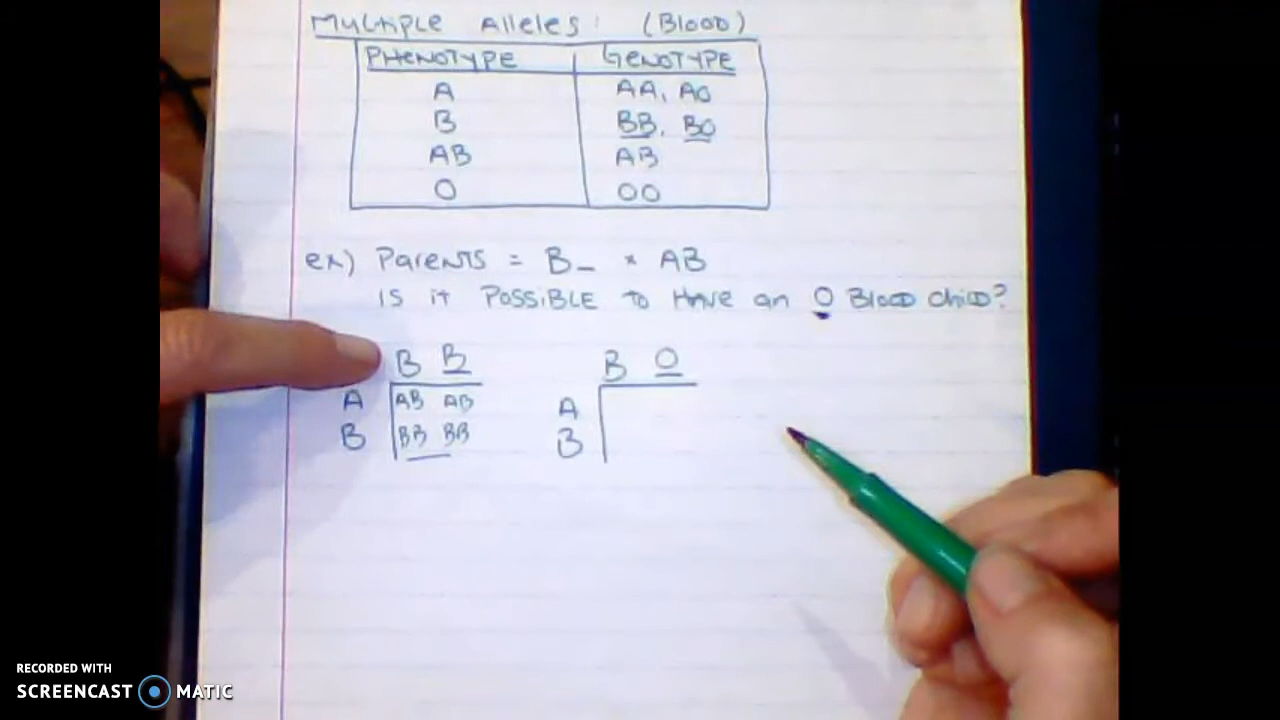 Multiple Alleles: (Blood)
PHENOTYPE GENOTYPE
A AA, AO
B BB, BO
AB AB
O OO
ex) Parents = B_ × AB
is it Possible to Have an O Blood child?
B B B O
A AB AB A
B BB BB B
RECORDED WITH
SCREENCAST MATIC